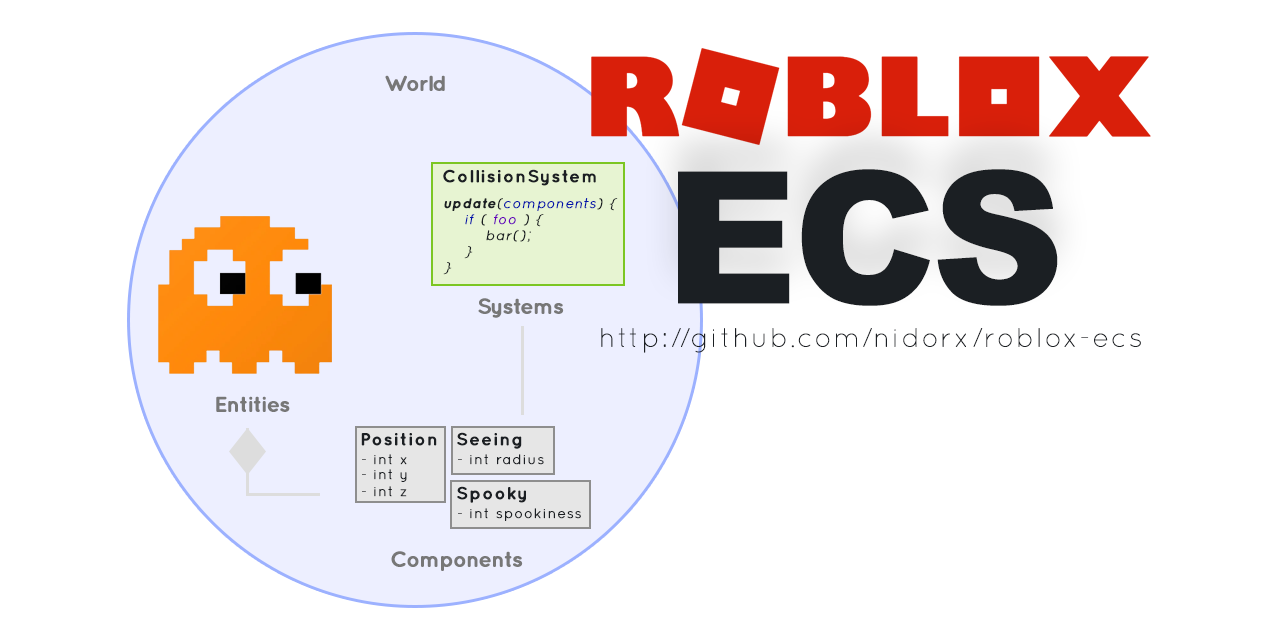 World
ROBLOX
ECS
http://github.com/nidorx/roblox-ecs
CollisionSystem
update(components) {
if ( foo ) {
bar();
}
}
Systems
Entities
Position
- int x
- int y
- int z
Seeing
- int radius
Spooky
- int spookiness
Components